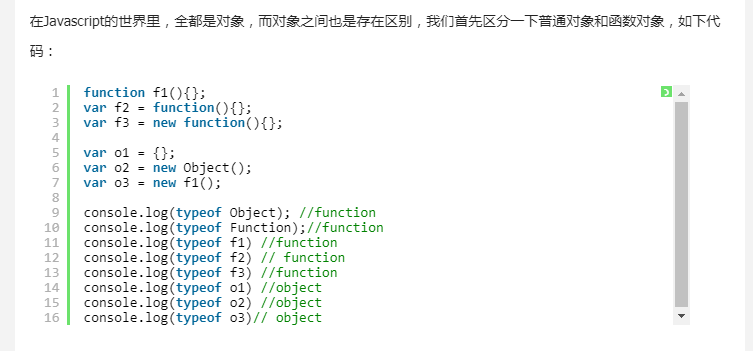 在Javascript的世界里，全都是对象，而对象之间也是存在区别，我们首先区分一下普通对象和函数对象，如下代
码：
1 function f1(){};
2 var f2 = function(){};
3 var f3 = new function(){};
4
5 var o1 = {};
6 var o2 = new Object();
7 var o3 = new f1();
8
9 console.log(typeof Object); //function
10 console.log(typeof Function);//function
11 console.log(typeof f1) //function
12 console.log(typeof f2) // function
13 console.log(typeof f3) //function
14 console.log(typeof o1) //object
15 console.log(typeof o2) //object
16 console.log(typeof o3)// object